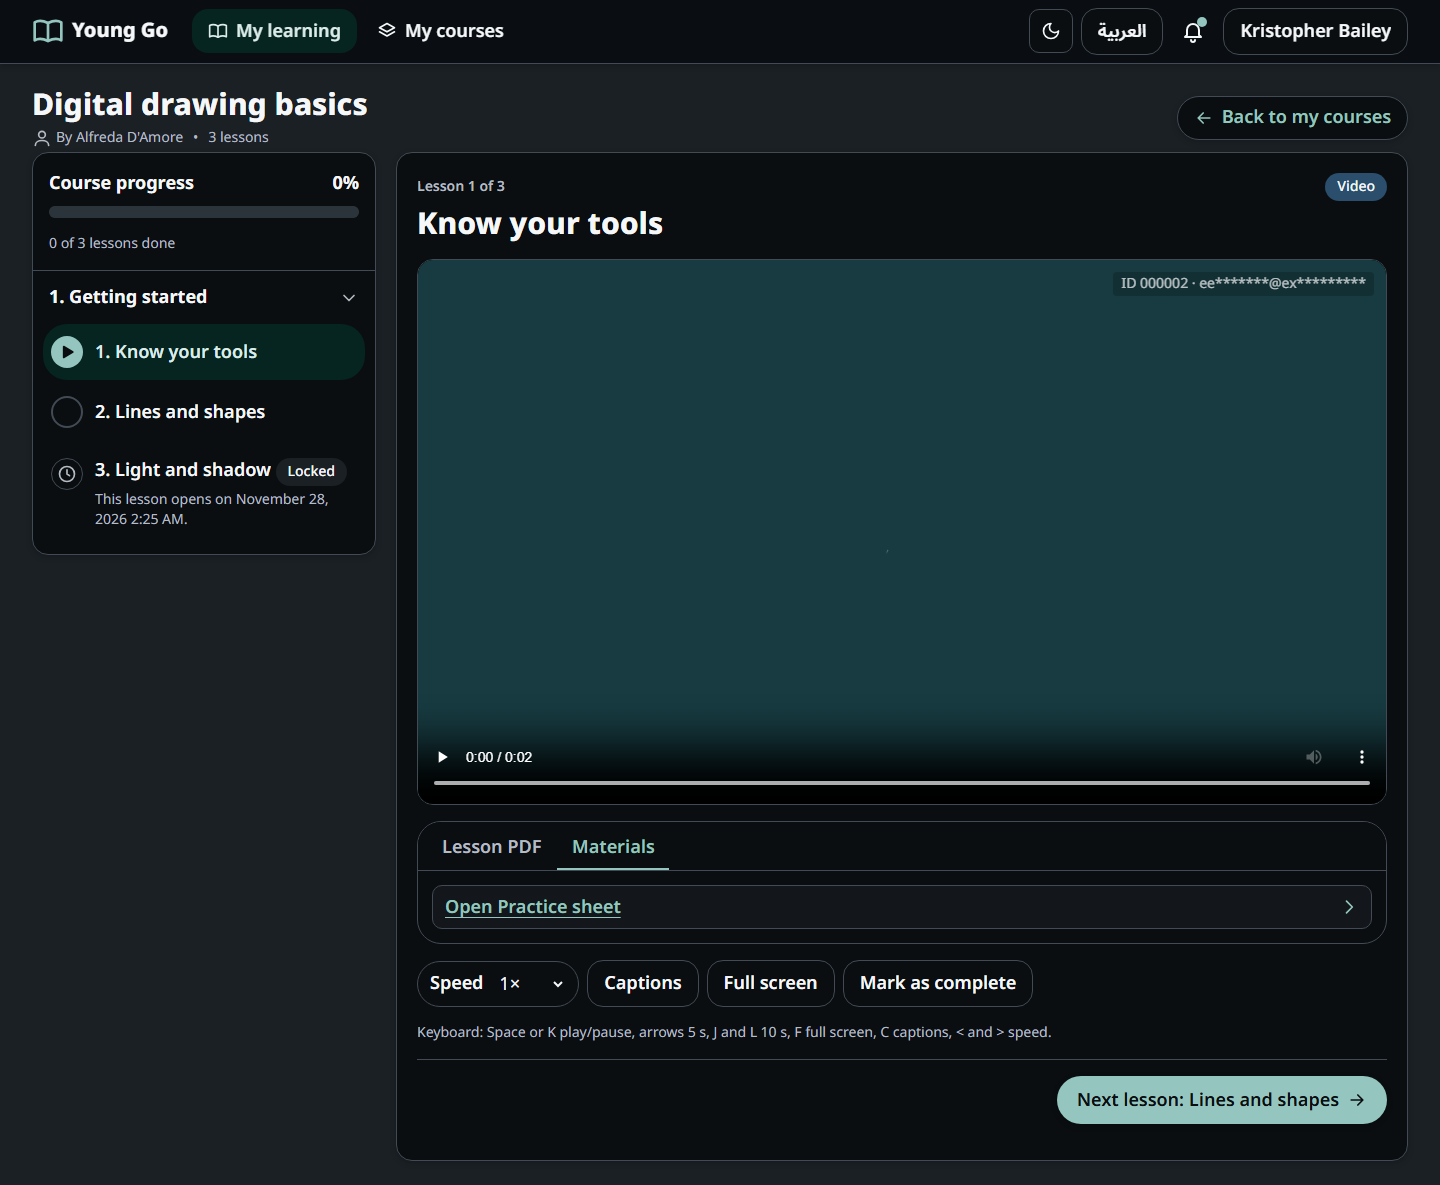 Young Go
My learning
My courses
العربية
Kristopher Bailey
Digital drawing basics
By Alfreda D'Amore • 3 lessons
Back to my courses
Course progress 0%
0 of 3 lessons done
1. Getting started
1. Know your tools
2. Lines and shapes
3. Light and shadow Locked
This lesson opens on November 28,
2026 2:25 AM.
Lesson 1 of 3
Video
Know your tools
ID 000002 · ee*******@ex*********
0:00 / 0:02
Lesson PDF
Materials
Open Practice sheet
Speed 1×
Captions
Full screen
Mark as complete
Keyboard: Space or K play/pause, arrows 5 s, J and L 10 s, F full screen, C captions, < and > speed.
Next lesson: Lines and shapes